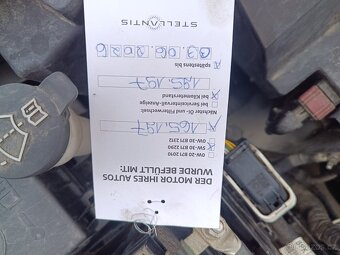 DER MOTOR IHRES AUTOS
WURDE BEFÜLLT MIT:
0W-20 B71 2010
5W-30 B71 2290
0W-30 B71 2312
165.197
Nächster Öl- und Filterwechsel:
bei Serviceintervall-Anzeige
bei Kilometerstand
195.197
spätestens bis
03.06.2026
STELLANTIS